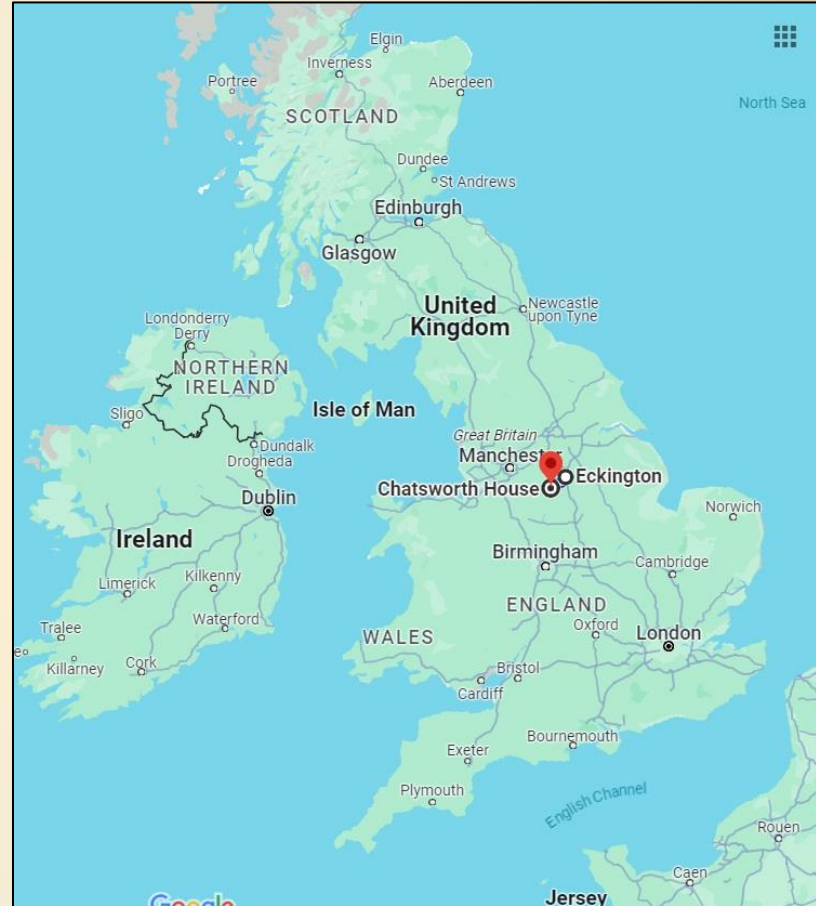 Elgin
Inverness
Portree
Aberdeen
North Sea
SCOTLAND
Dundee
St Andrews
Edinburgh
Glasgow
United
Kingdom
Newcastle
upon Tyne
Londonderry
Derry
NORTHERN
IRELAND
Isle of Man
Sligo
Great Britain
Dundalk
Manchester
Drogheda
Eckington
Chatsworth House
Dublin
Norwich
Ireland
Birmingham
Cambridge
Limerick
Kilkenny
ENGLAND
Tralee
Waterford
WALES
Oxford
London
Killarney
Cork
Bristol
Cardiff
Bournemouth
Exeter
Plymouth
English Channel
Rouen
Caen
Jersey
Google